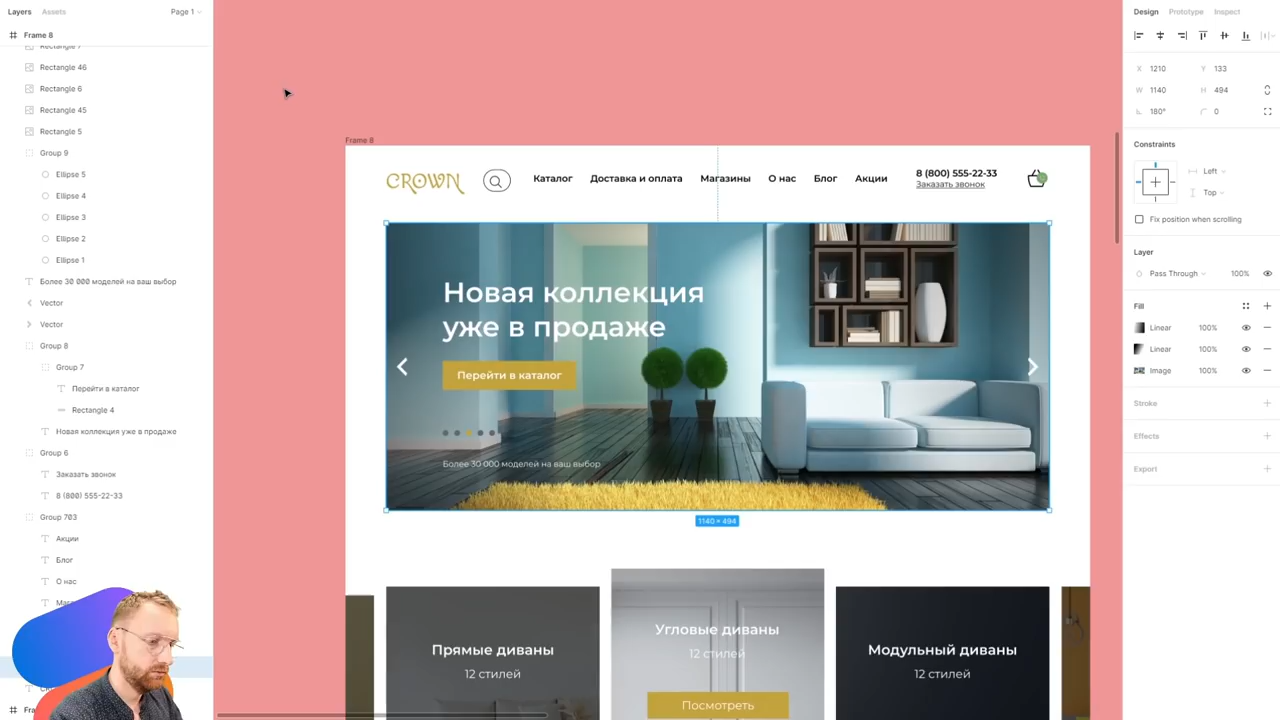 Layers
Assets
Page 1
Frame 8
Rectangle 7
Rectangle 46
Rectangle 6
Rectangle 45
Rectangle 5
Group 9
Ellipse 5
Ellipse 4
Ellipse 3
Ellipse 2
Ellipse 1
Более 30 000 моделей на ваш выбор
Vector
Vector
Group 8
Group 7
Перейти в каталог
Rectangle 4
Новая коллекция уже в продаже
Group 6
Заказать звонок
8 (800) 555-22-33
Group 703
Акции
Блог
О нас
Frame 8
CROWN
Каталог
Доставка и оплата
Магазины
О нас
Блог
Акции
8 (800) 555-22-33
Заказать звонок
Новая коллекция
уже в продаже
Перейти в каталог
Более 30 000 моделей на ваш выбор
1140 × 494
Прямые диваны
12 стилей
Угловые диваны
12 стилей
Посмотреть
Модульный диваны
12 стилей
Design
Prototype
Inspect
X 1210
Y 133
W 1140
H 494
180°
0
Constraints
Left
Top
Fix position when scrolling
Layer
Pass Through
100%
Fill
Linear 100%
Linear 100%
Image 100%
Stroke
Effects
Export